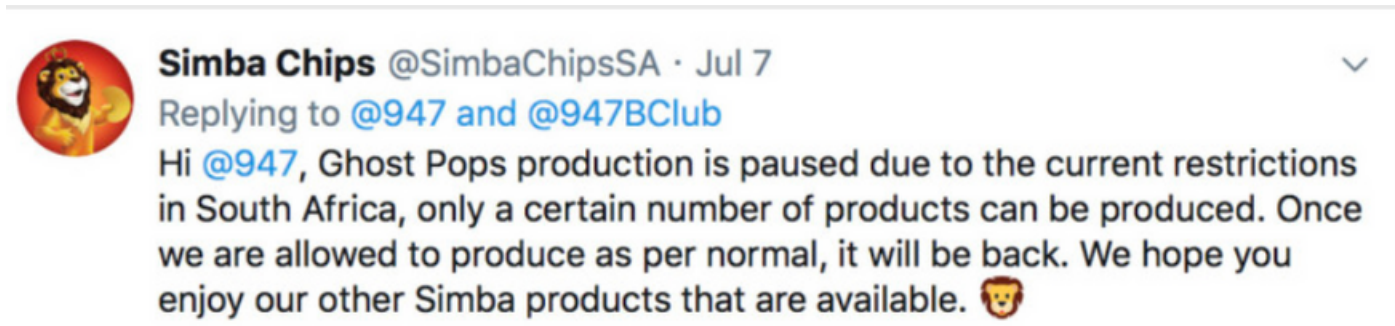 Simba Chips @SimbaChipsSA · Jul 7
Replying to @947 and @947BClub
Hi @947, Ghost Pops production is paused due to the current restrictions
in South Africa, only a certain number of products can be produced. Once
we are allowed to produce as per normal, it will be back. We hope you
enjoy our other Simba products that are available. 🦁